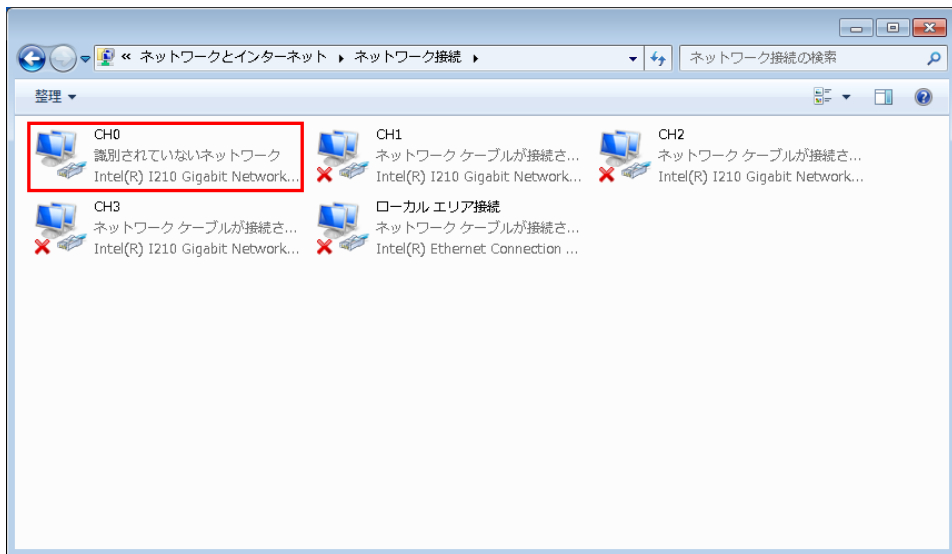 « ネットワークとインターネット ▸ ネットワーク接続 ▸
ネットワーク接続の検索
整理 ▼
CH0
識別されていないネットワーク
Intel(R) I210 Gigabit Network...
CH1
ネットワーク ケーブルが接続さ...
Intel(R) I210 Gigabit Network...
CH2
ネットワーク ケーブルが接続さ...
Intel(R) I210 Gigabit Network...
CH3
ネットワーク ケーブルが接続さ...
Intel(R) I210 Gigabit Network...
ローカル エリア接続
ネットワーク ケーブルが接続さ...
Intel(R) Ethernet Connection ...